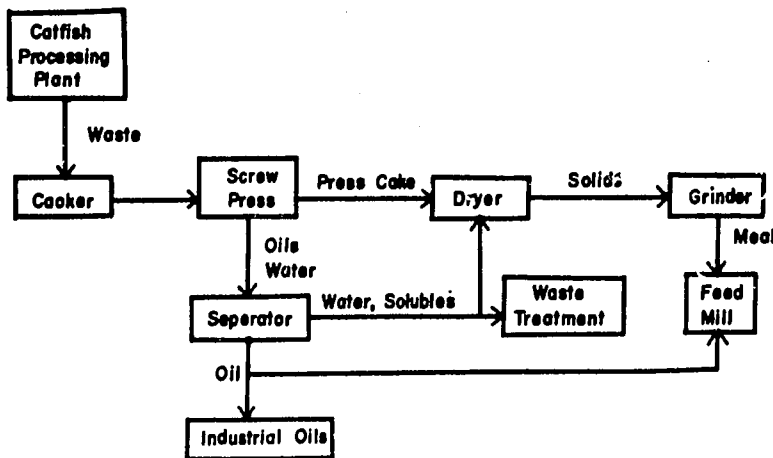 Catfish
Processing
Plant
Waste
Cooker
Screw
Press
Press Cake
Dryer
Solids
Grinder
Meal
Oils
Water
Seperator
Water, Solubles
Waste
Treatment
Feed
Mill
Oil
Industrial Oils